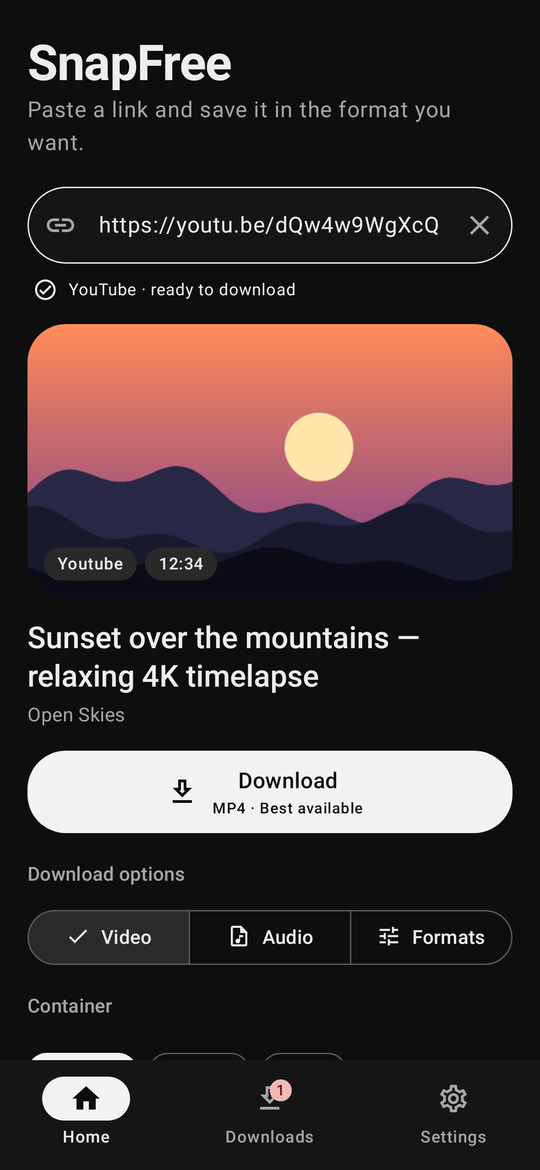 SnapFree
Paste a link and save it in the format you
want.
https://youtu.be/dQw4w9WgXcQ
YouTube · ready to download
Youtube
12:34
Sunset over the mountains —
relaxing 4K timelapse
Open Skies
Download
MP4 · Best available
Download options
Video
Audio
Formats
Container
1
Home
Downloads
Settings